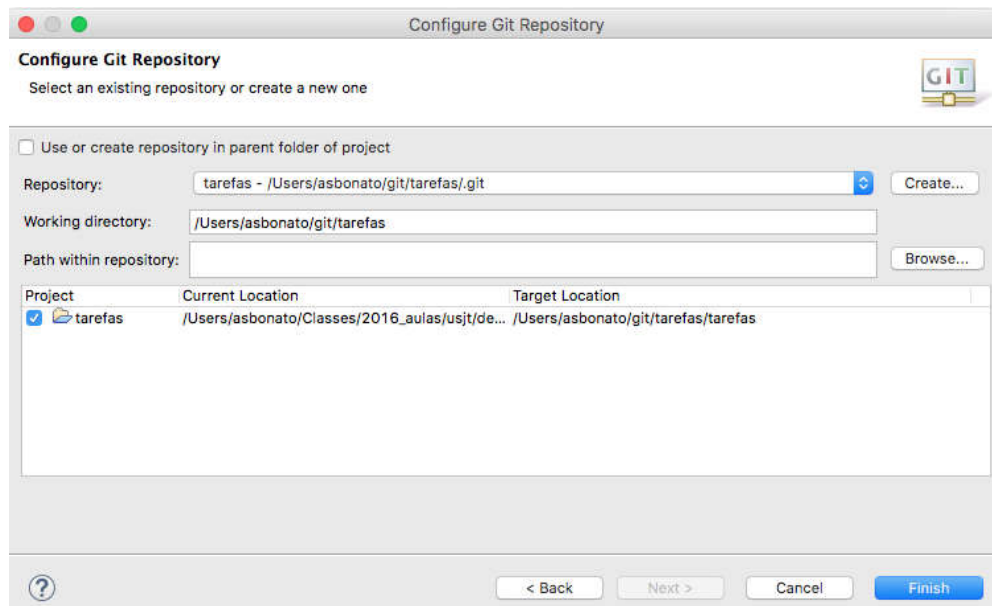 Configure Git Repository
Configure Git Repository
Select an existing repository or create a new one
GIT
Use or create repository in parent folder of project
Repository: tarefas - /Users/asbonato/git/tarefas/.git Create...
Working directory: /Users/asbonato/git/tarefas
Path within repository: Browse...
Project Current Location Target Location
tarefas /Users/asbonato/Classes/2016_aulas/usjt/de... /Users/asbonato/git/tarefas/tarefas
? < Back Next > Cancel Finish